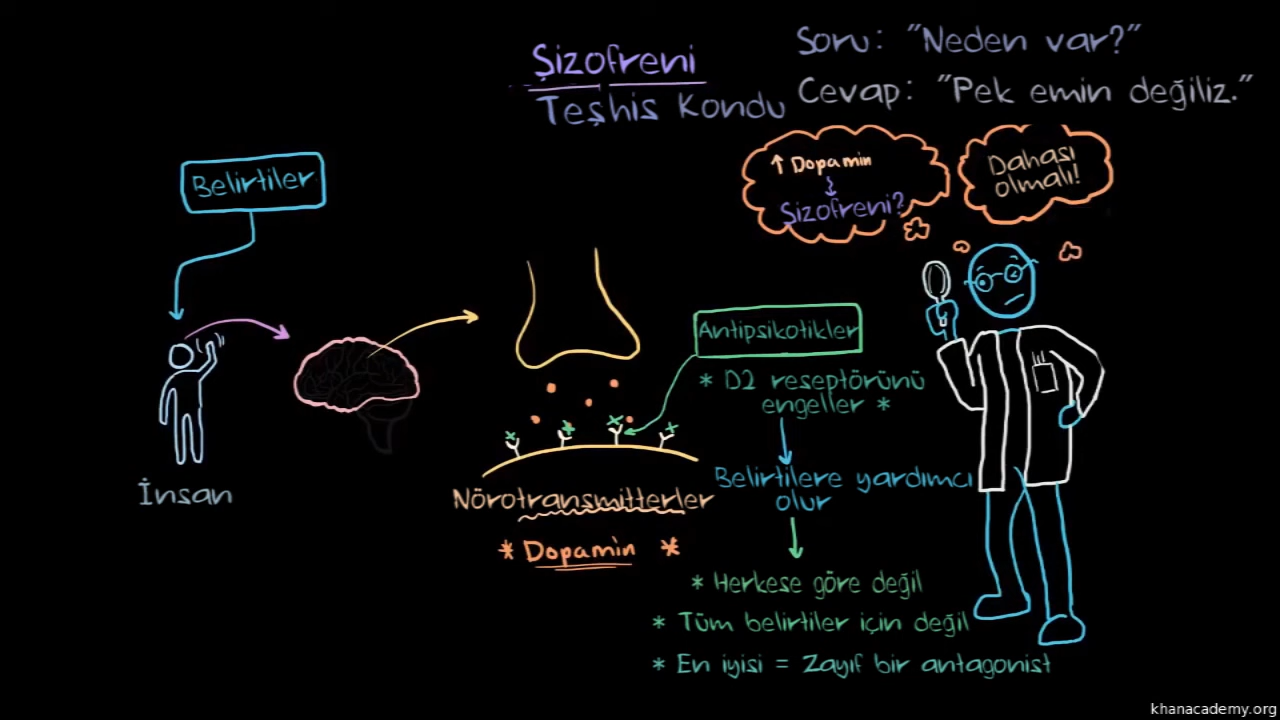 Şizofreni
Teşhis Kondu
Soru: "Neden var?"
Cevap: "Pek emin değiliz."
Belirtiler
↑ Dopamin
Şizofreni?
Dahası
olmalı!
Antipsikotikler
* D2 reseptörünü
engeller *
Belirtilere yardımcı
olur
İnsan
Nörotransmitterler
* Dopamin *
* Herkese göre değil
* Tüm belirtiler için değil
* En iyisi = Zayıf bir antagonist
khanacademy.org